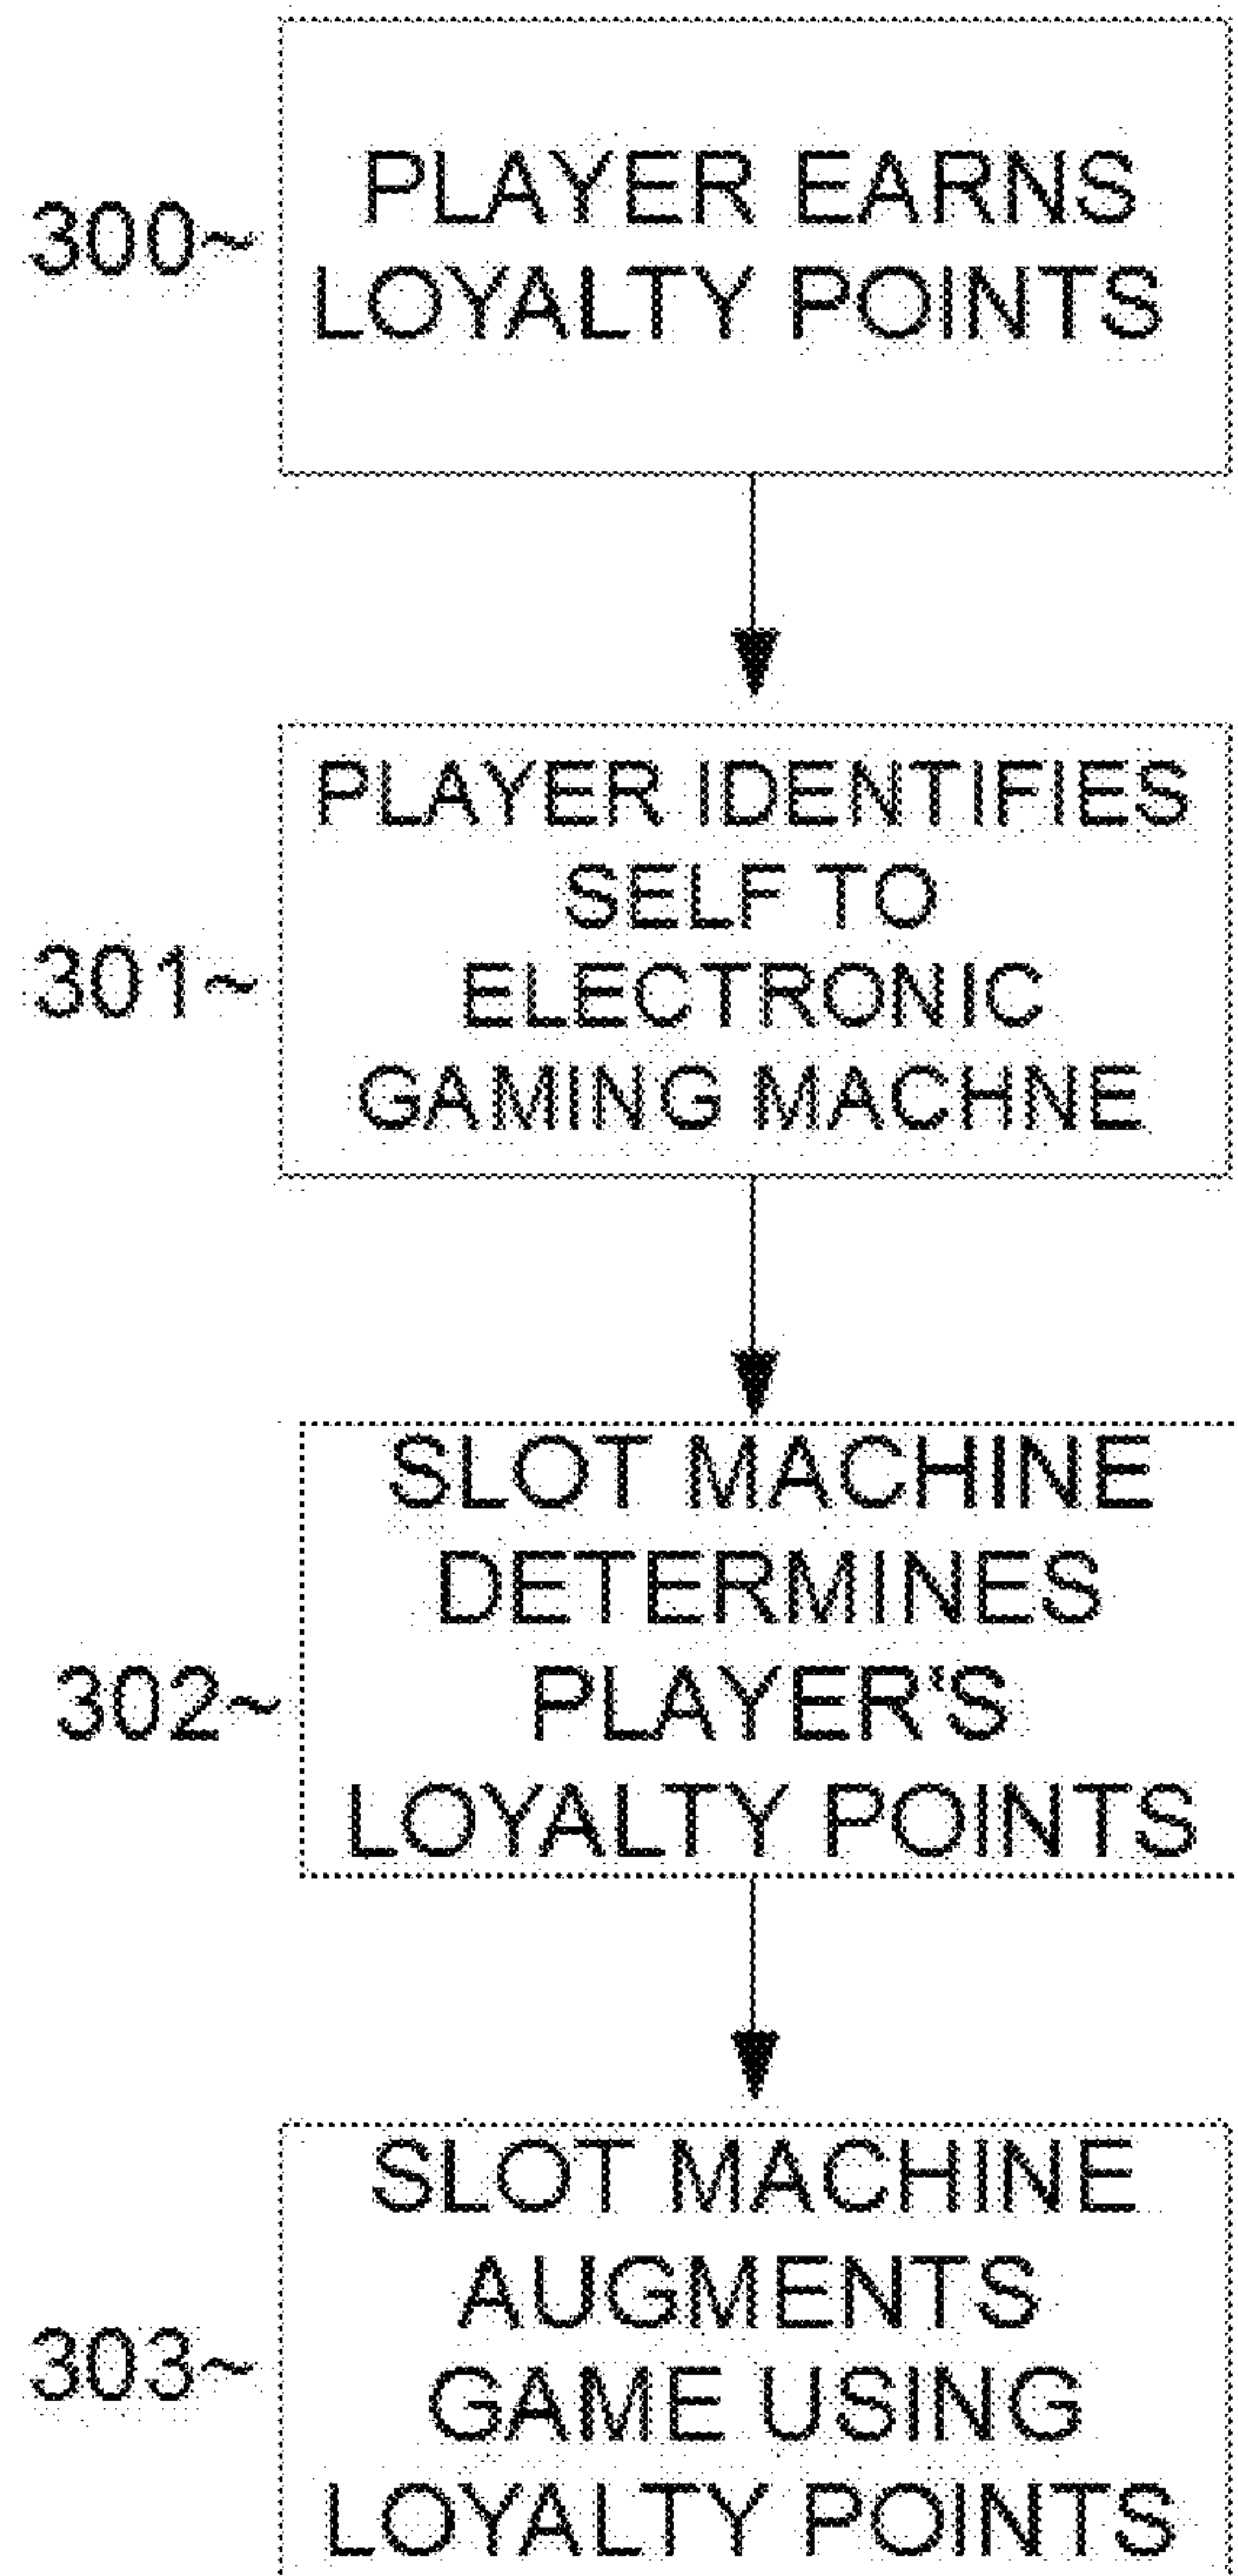 300~
PLAYER EARNS
LOYALTY POINTS
301~
PLAYER IDENTIFIES
SELF TO
ELECTRONIC
GAMING MACHNE
302~
SLOT MACHINE
DETERMINES
PLAYER'S
LOYALTY POINTS
303~
SLOT MACHINE
AUGMENTS
GAME USING
LOYALTY POINTS